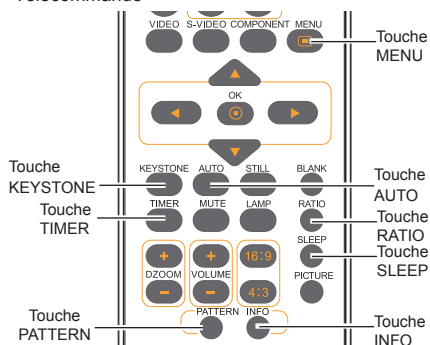 VIDEO S-VIDEO COMPONENT MENU
Touche
MENU
OK
Touche
KEYSTONE
KEYSTONE AUTO STILL BLANK
Touche
AUTO
Touche
TIMER
TIMER MUTE LAMP RATIO
Touche
RATIO
SLEEP
Touche
SLEEP
+ + 16:9
DZOOM VOLUME PICTURE
- - 4:3
Touche
PATTERN
PATTERN INFO
Touche
INFO